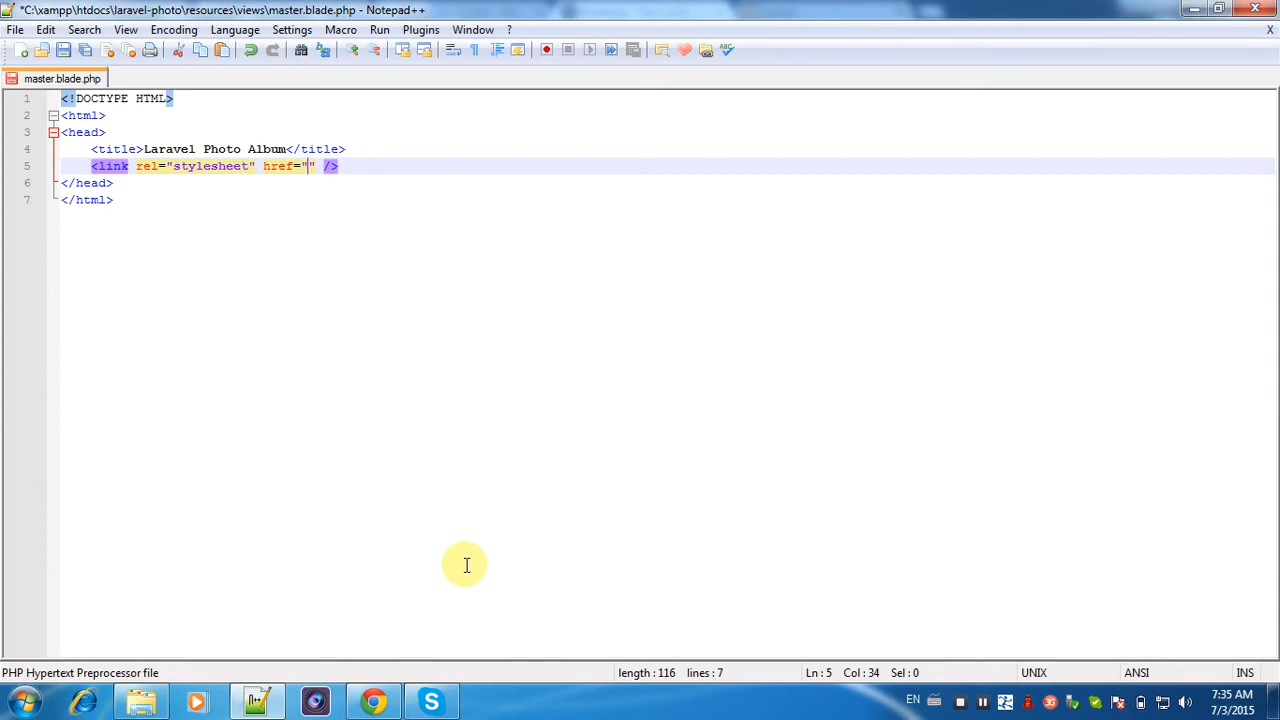 *C:\xampp\htdocs\laravel-photo\resources\views\master.blade.php - Notepad++
File Edit Search View Encoding Language Settings Macro Run Plugins Window ? X
master.blade.php
1 <!DOCTYPE HTML>
2 <html>
3 <head>
4 <title>Laravel Photo Album</title>
5 <link rel="stylesheet" href="" />
6 </head>
7 </html>
PHP Hypertext Preprocessor file length : 116 lines : 7 Ln : 5 Col : 34 Sel : 0 UNIX ANSI INS
EN 7:35 AM
7/3/2015